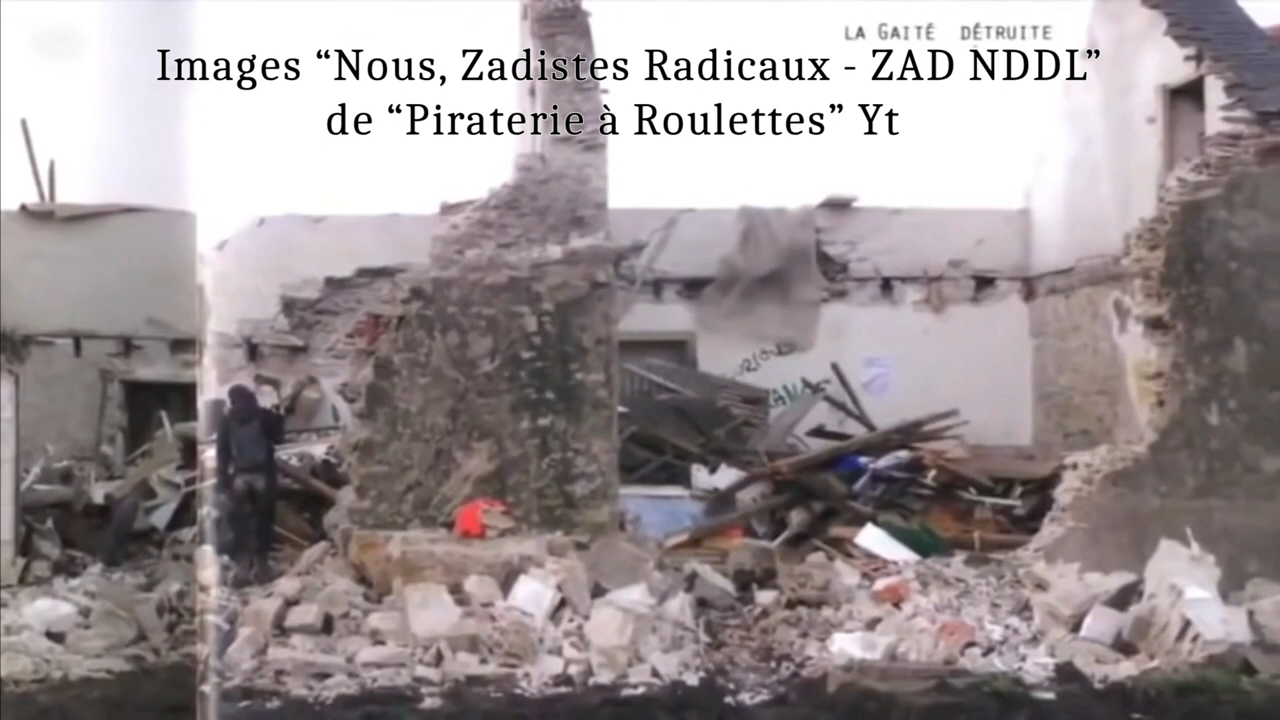 LA GAITÉ DÉTRUITE
Images “Nous, Zadistes Radicaux - ZAD NDDL”
de “Piraterie à Roulettes” Yt